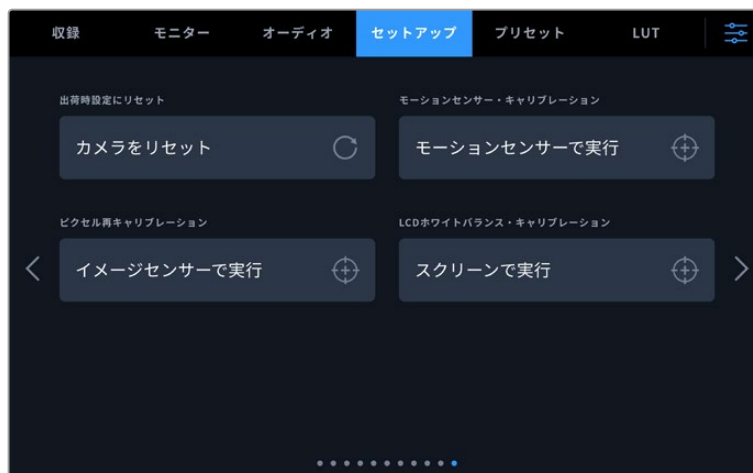 収録 モニター オーディオ セットアップ プリセット LUT
出荷時設定にリセット モーションセンサー・キャリブレーション
カメラをリセット モーションセンサーで実行
ピクセル再キャリブレーション LCDホワイトバランス・キャリブレーション
イメージセンサーで実行 スクリーンで実行